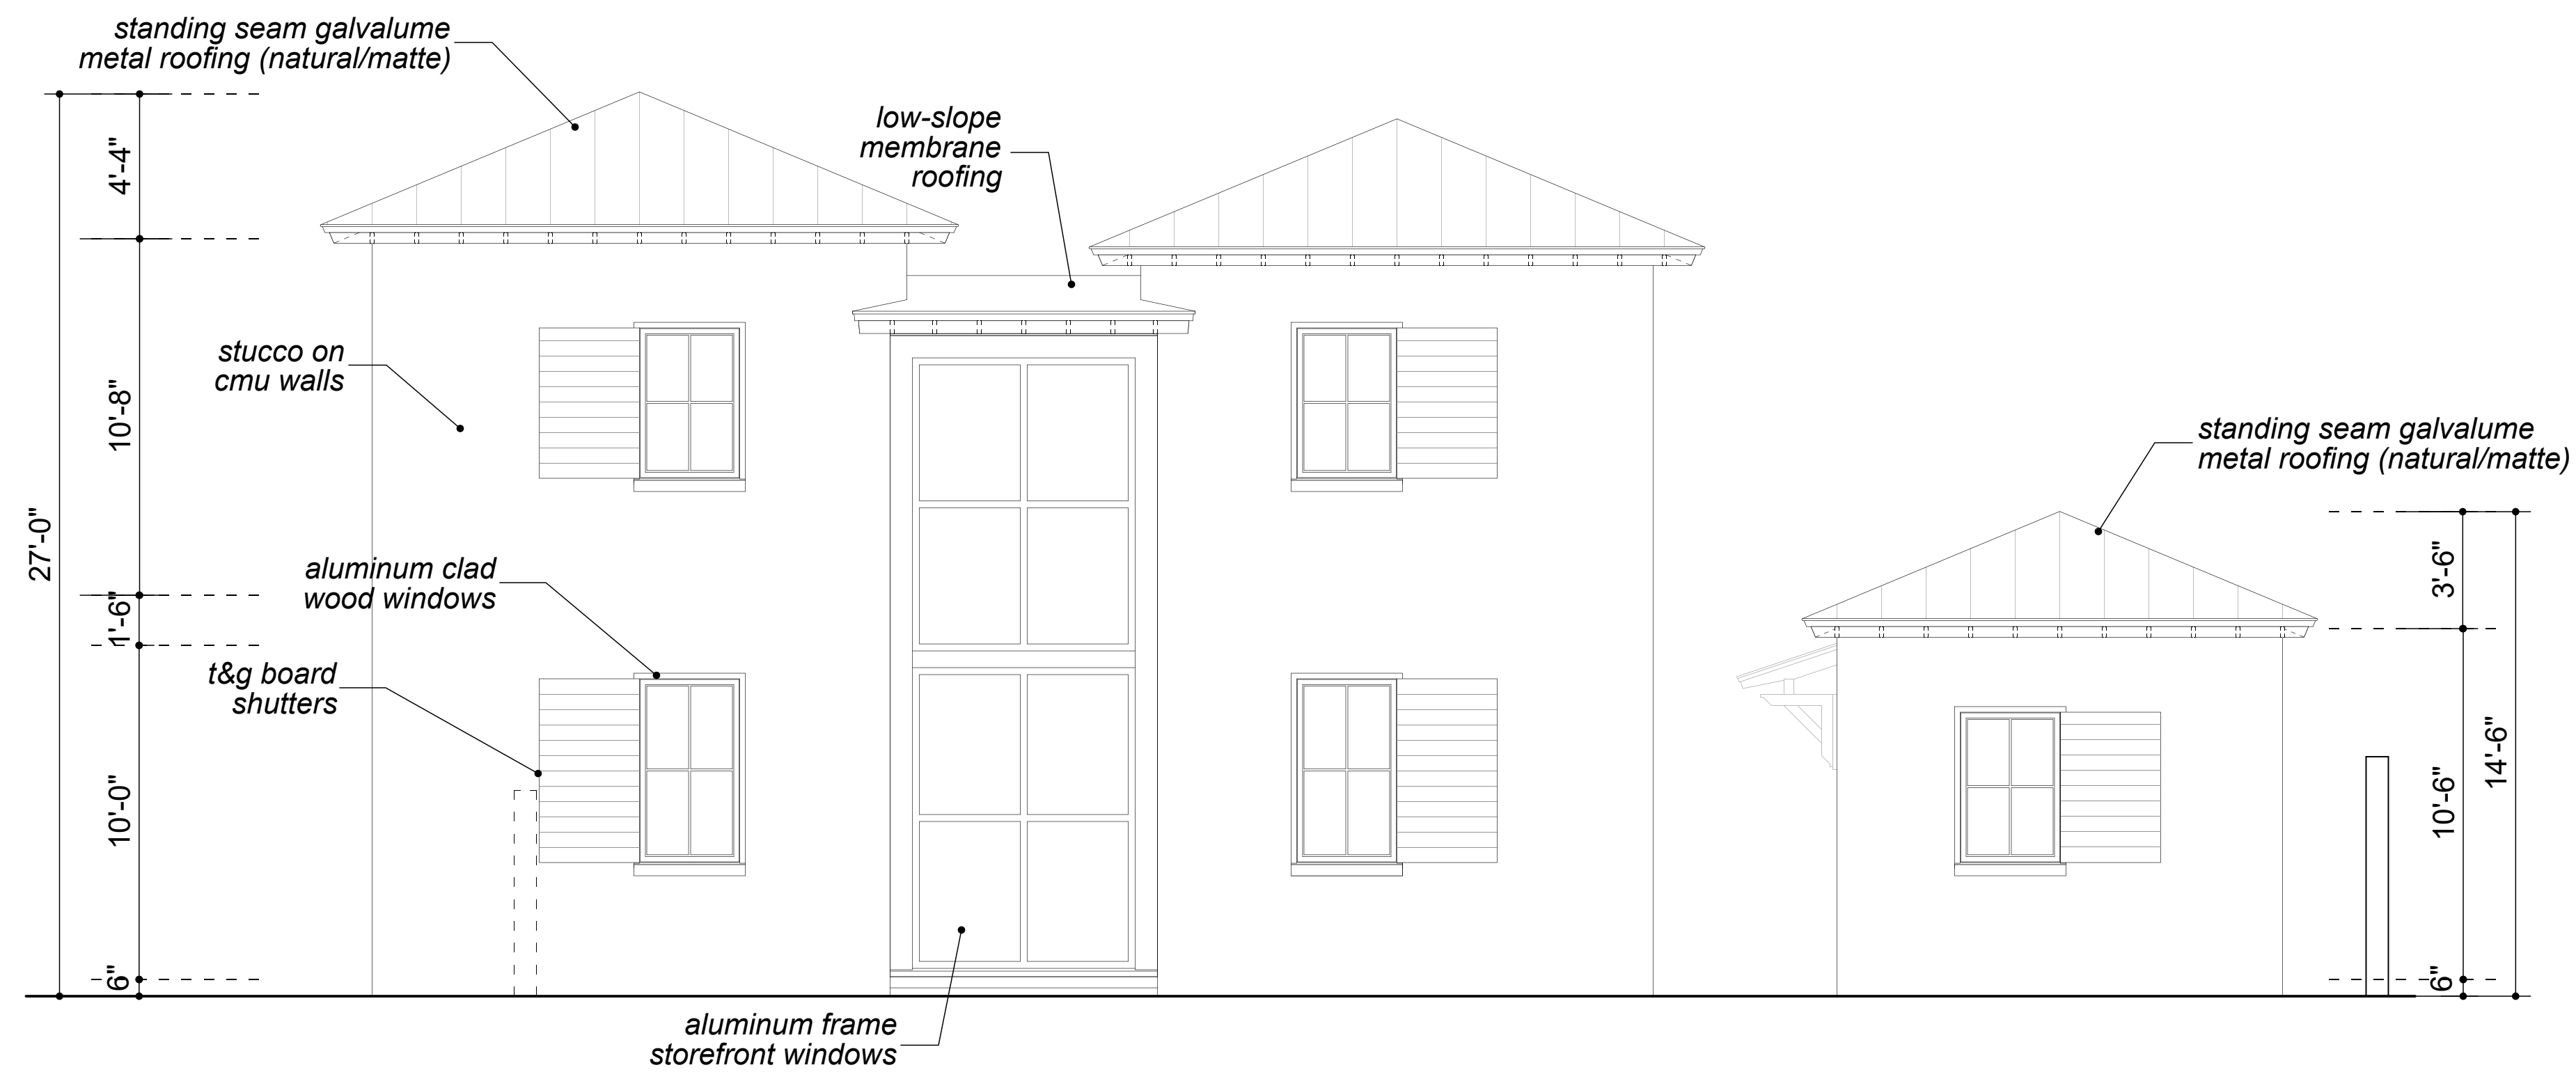 standing seam galvalume
metal roofing (natural/matte)
low-slope
membrane
roofing
stucco on
cmu walls
aluminum clad
wood windows
t&g board
shutters
aluminum frame
storefront windows
standing seam galvalume
metal roofing (natural/matte)
27'-0"
4'-4"
10'-8"
1'-6"
10'-0"
6"
3'-6"
10'-6"
6"
14'-6"